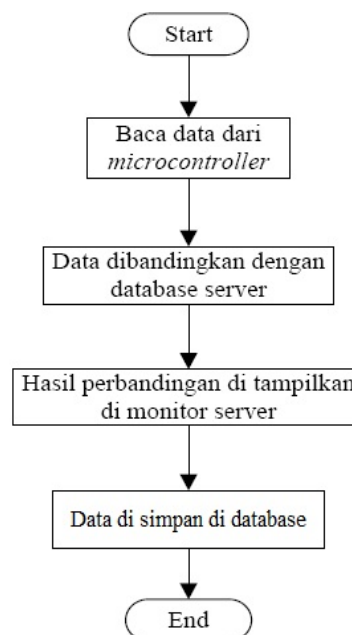 Start
Baca data dari
microcontroller
Data dibandingkan dengan
database server
Hasil perbandingan di tampilkan
di monitor server
Data di simpan di database
End